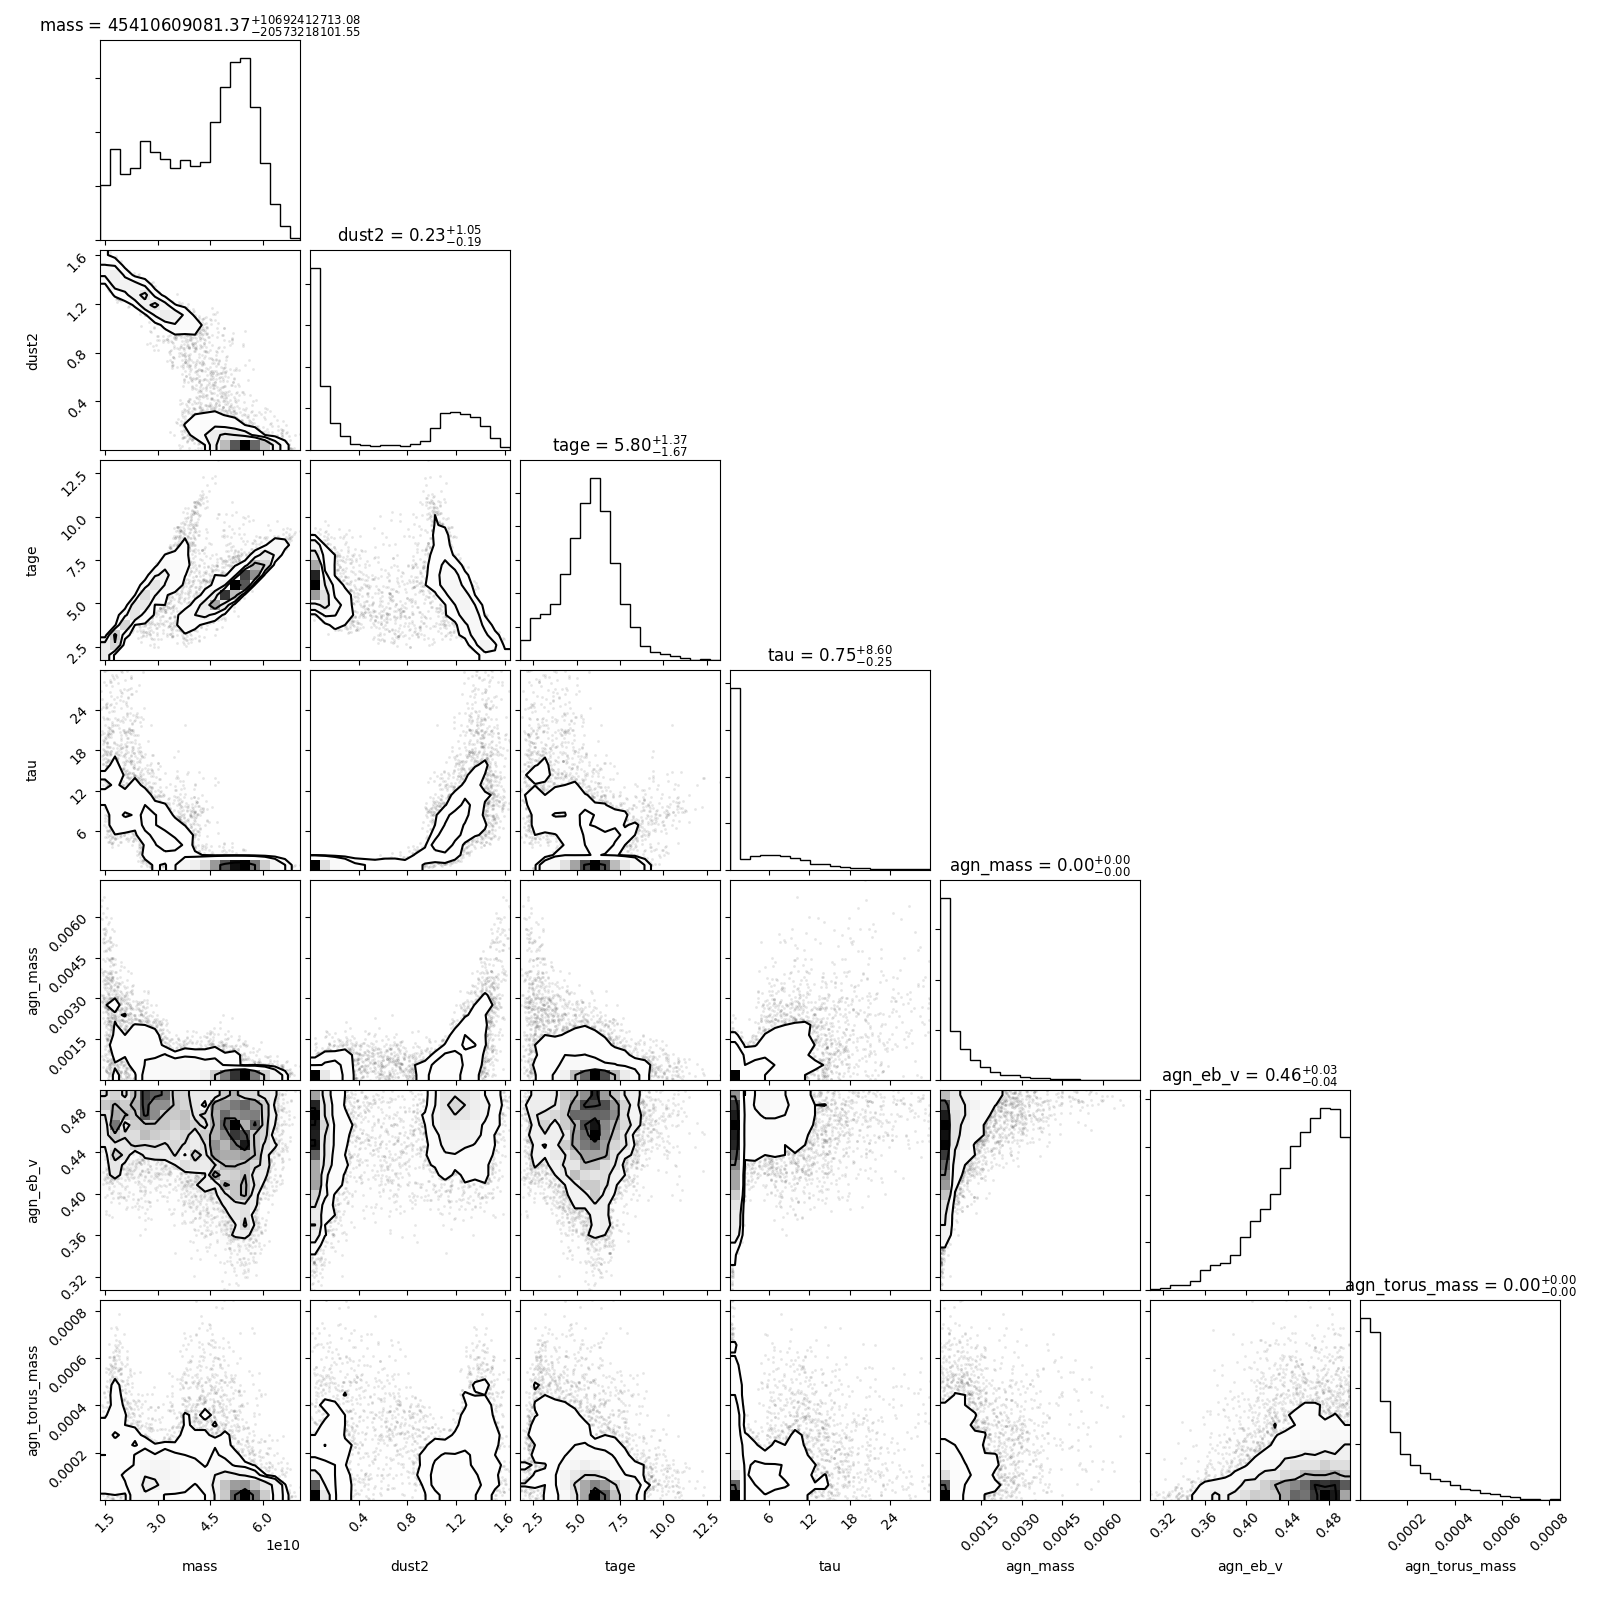 mass = 45410609081.37 +10692412713.08 −20573218101.55
dust2 = 0.23 +1.05 −0.19
1.6
1.2
0.8
0.4
dust2
tage = 5.80 +1.37 −1.67
12.5
10.0
7.5
5.0
2.5
tage
tau = 0.75 +8.60 −0.25
24
18
12
6
tau
agn_mass = 0.00 +0.00 −0.00
0.0060
0.0045
0.0030
0.0015
agn_mass
agn_eb_v = 0.46 +0.03 −0.04
0.48
0.44
0.40
0.36
0.32
agn_eb_v
agn_torus_mass = 0.00 +0.00 −0.00
0.0008
0.0006
0.0004
0.0002
agn_torus_mass
1.5 3.0 4.5 6.0 0.4 0.8 1.2 1.6 2.5 5.0 7.5 10.0 12.5 6 12 18 24 0.0015 0.0030 0.0045 0.0060 0.32 0.36 0.40 0.44 0.48 0.0002 0.0004 0.0006 0.0008
1e10
mass dust2 tage tau agn_mass agn_eb_v agn_torus_mass